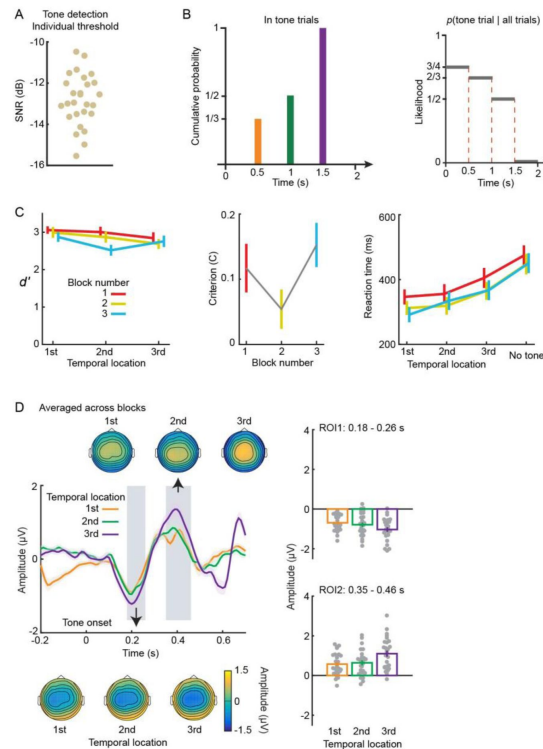 A
Tone detection
Individual threshold
-10
-12
-14
-16
SNR (dB)
B
In tone trials
1
1/2
1/3
Cumulative probability
0.5 1 1.5 2
Time (s)
p(tone trial | all trials)
1
3/4
2/3
1/2
0
Likelihood
0.5 1 1.5 2
Time (s)
C
3
2
1
0
d'
Block number
1
2
3
1st 2nd 3rd
Temporal location
0.2
0.1
0
Criterion (C)
1 2 3
Block number
400
300
200
Reaction time (ms)
1st 2nd 3rd No tone
Temporal location
D
Averaged across blocks
1st 2nd 3rd
Temporal location
1st
2nd
3rd
2
1
0
-2
Amplitude (µV)
Tone onset
-0.2 0 0.2 0.4 0.6
Time (s)
1st 2nd 3rd
Temporal location
1.5
-1.5
Amplitude
(µV)
ROI1: 0.18 - 0.26 s
4
2
0
-2
Amplitude (µV)
ROI2: 0.35 - 0.46 s
4
2
0
-2
-4
1st 2nd 3rd
Temporal location